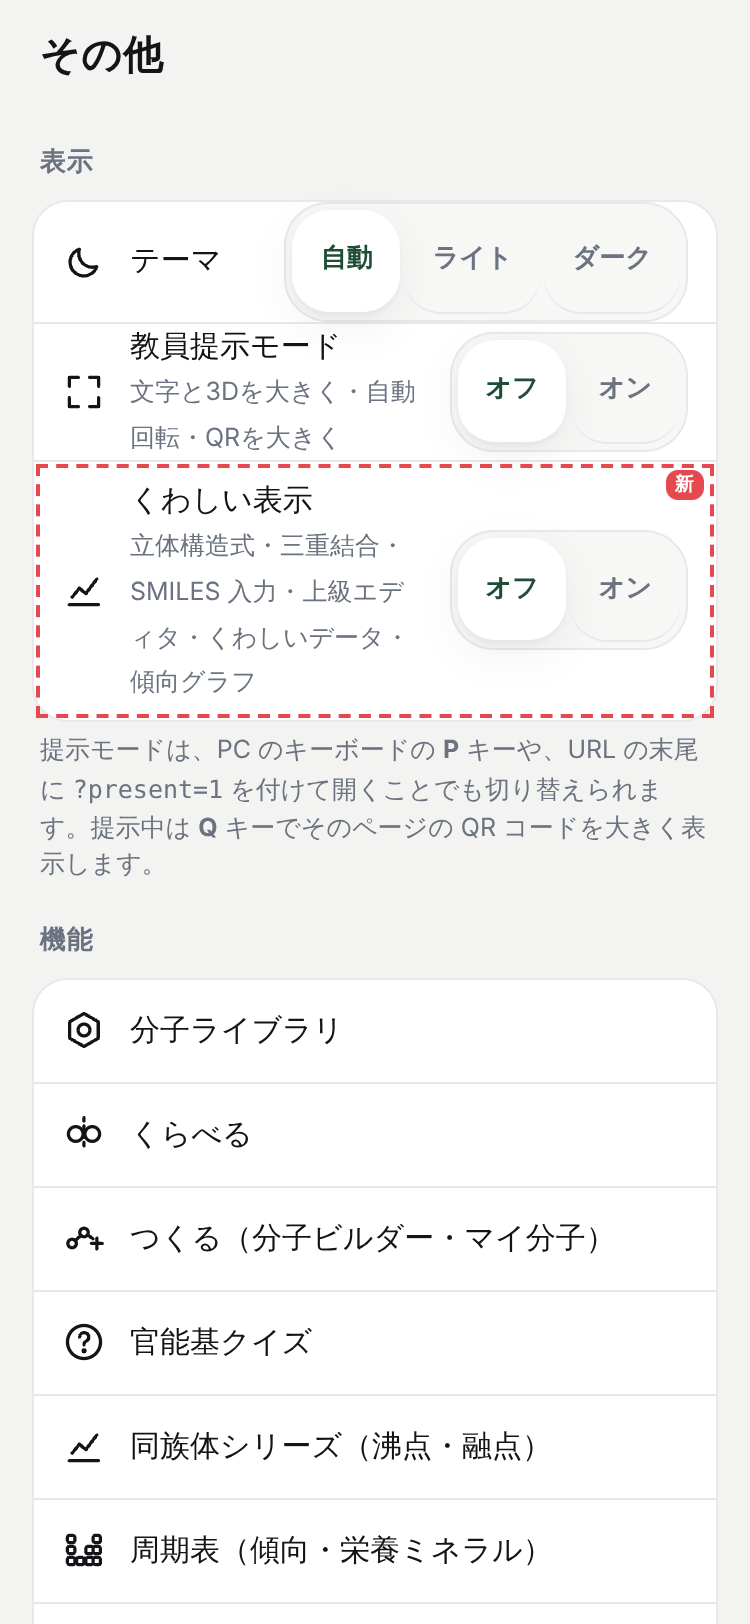 その他
表示
テーマ
自動
ライト
ダーク
教員提示モード
文字と3Dを大きく・自動
回転・QRを大きく
オフ
オン
新
くわしい表示
立体構造式・三重結合・
SMILES 入力・上級エデ
ィタ・くわしいデータ・
傾向グラフ
オフ
オン
提示モードは、PC のキーボードの P キーや、URL の末尾
に ?present=1 を付けて開くことでも切り替えられま
す。提示中は Q キーでそのページの QR コードを大きく表
示します。
機能
分子ライブラリ
くらべる
つくる（分子ビルダー・マイ分子）
官能基クイズ
同族体シリーズ（沸点・融点）
周期表（傾向・栄養ミネラル）